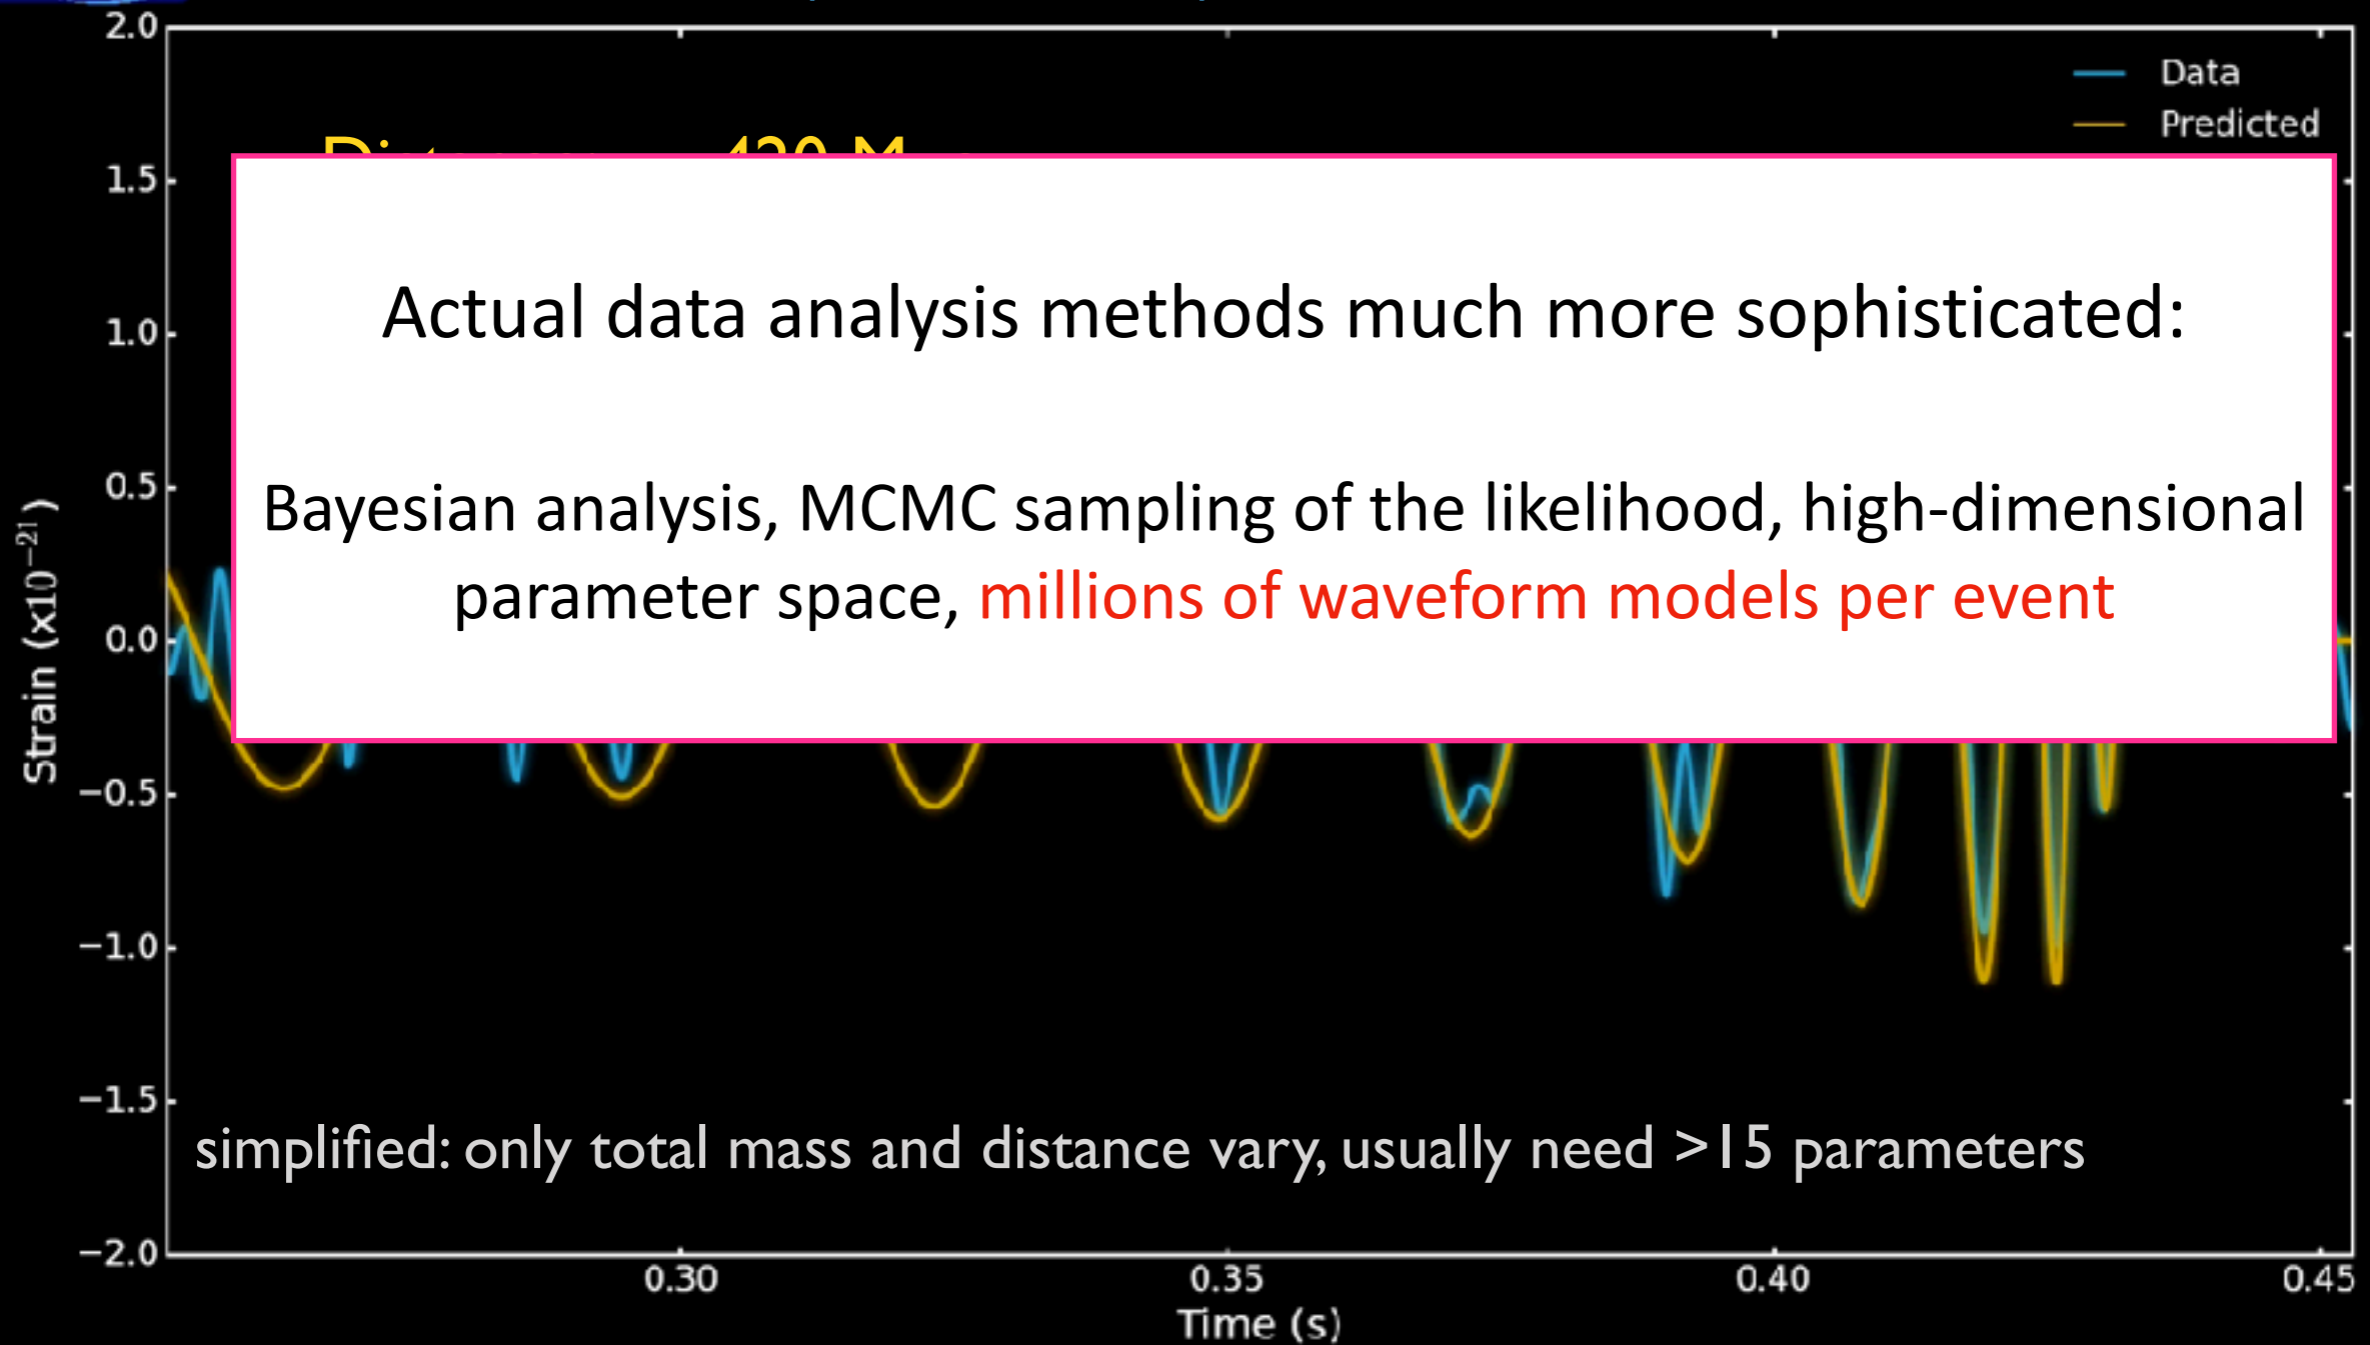 2.0
Data
Predicted
420 M
1.5
Actual data analysis methods much more sophisticated:
1.0
0.5
Bayesian analysis, MCMC sampling of the likelihood, high-dimensional
parameter space, millions of waveform models per event
0.0
Strain (x10⁻²¹)
−0.5
−1.0
−1.5
simplified: only total mass and distance vary, usually need >15 parameters
−2.0
0.30 0.35 0.40 0.45
Time (s)